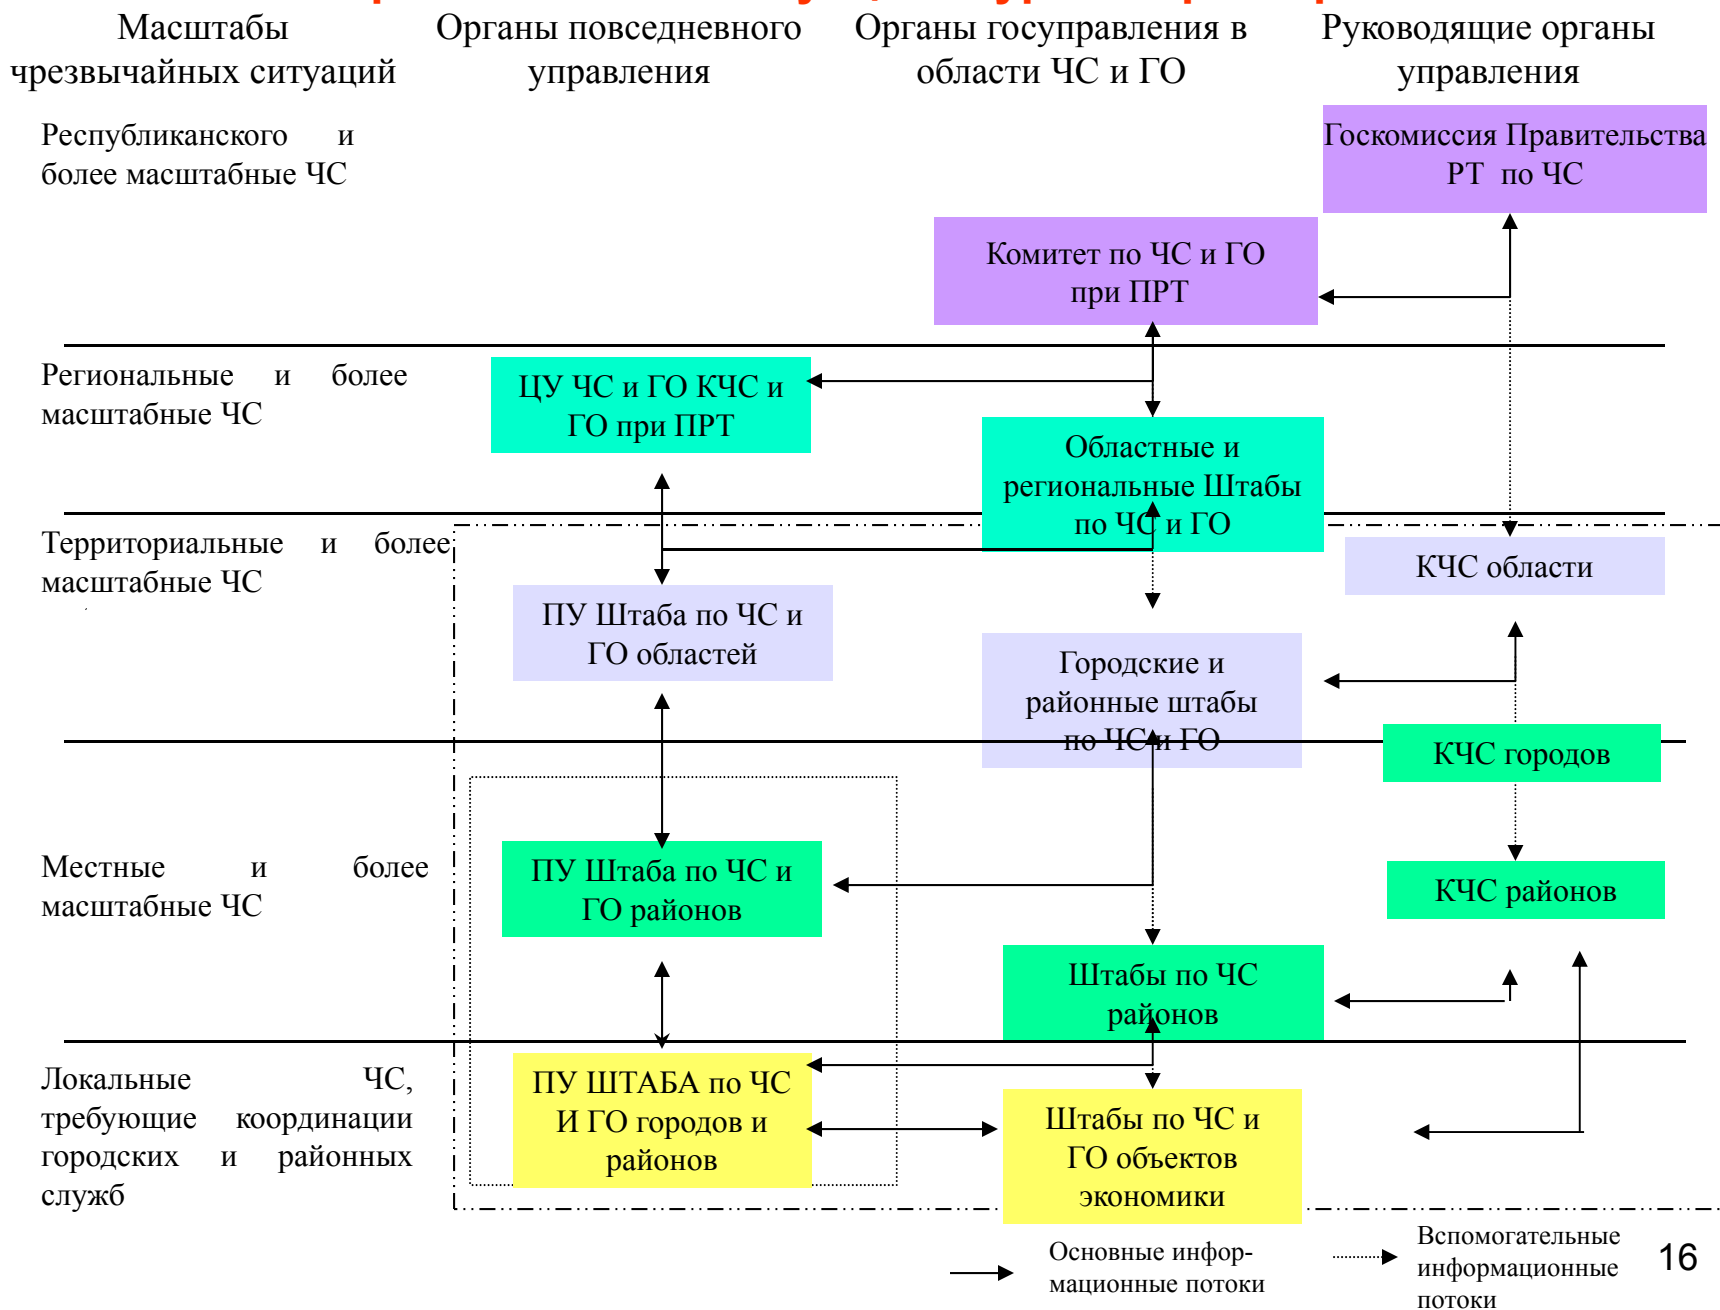 Масштабы
чрезвычайных ситуаций
Органы повседневного
управления
Органы госуправления в
области ЧС и ГО
Руководящие органы
управления
Республиканского и
более масштабные ЧС
Госкомиссия Правительства
РТ по ЧС
Комитет по ЧС и ГО
при ПРТ
Региональные и более
масштабные ЧС
ЦУ ЧС и ГО КЧС и
ГО при ПРТ
Областные и
региональные Штабы
по ЧС и ГО
Территориальные и более
масштабные ЧС
КЧС области
ПУ Штаба по ЧС и
ГО областей
Городские и
районные штабы
по ЧС и ГО
КЧС городов
Местные и более
масштабные ЧС
ПУ Штаба по ЧС и
ГО районов
КЧС районов
Штабы по ЧС
районов
Локальные ЧС,
требующие координации
городских и районных
служб
ПУ ШТАБА по ЧС
И ГО городов и
районов
Штабы по ЧС и
ГО объектов
экономики
Основные инфор-
мационные потоки
Вспомогательные
информационные
потоки
16